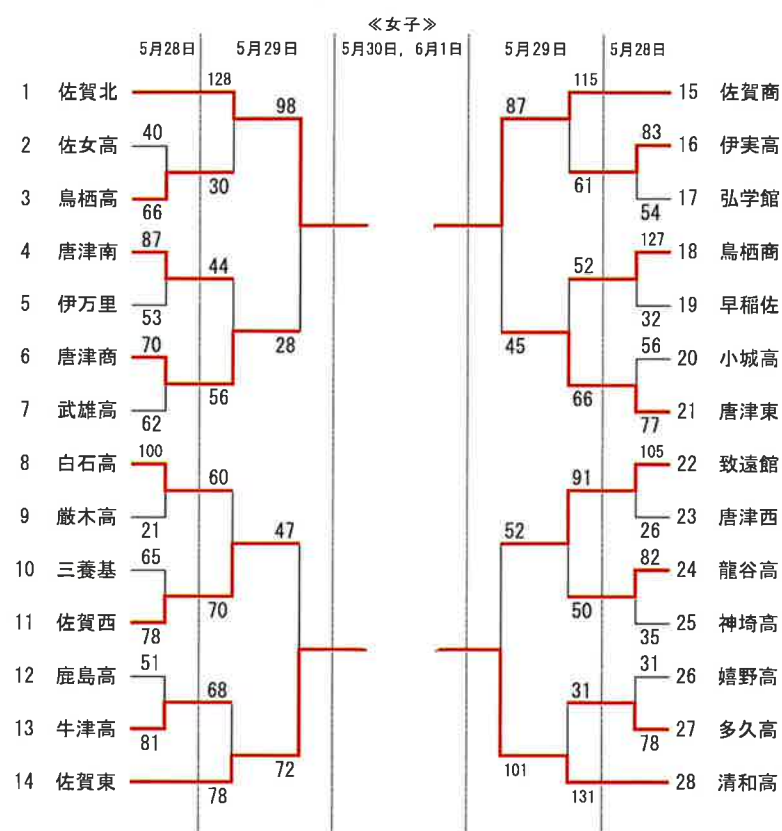 ≪女子≫
5月28日 5月29日 5月30日, 6月1日 5月29日 5月28日
128 115
1 佐賀北 98 87 15 佐賀商
40 83
2 佐女高 16 伊実高
30 61
3 鳥栖高 17 弘学館
66 54
87 127
4 唐津南 44 52 18 鳥栖商
5 伊万里 19 早稲佐
53 32
70 28 45 56
6 唐津商 20 小城高
56 66
7 武雄高 21 唐津東
62 77
100 105
8 白石高 60 91 22 致遠館
9 厳木高 23 唐津西
21 26
47 52
65 82
10 三養基 24 龍谷高
70 50
11 佐賀西 25 神埼高
78 35
51 31
12 鹿島高 68 31 26 嬉野高
13 牛津高 27 多久高
81 78
72 101
14 佐賀東 28 清和高
78 131